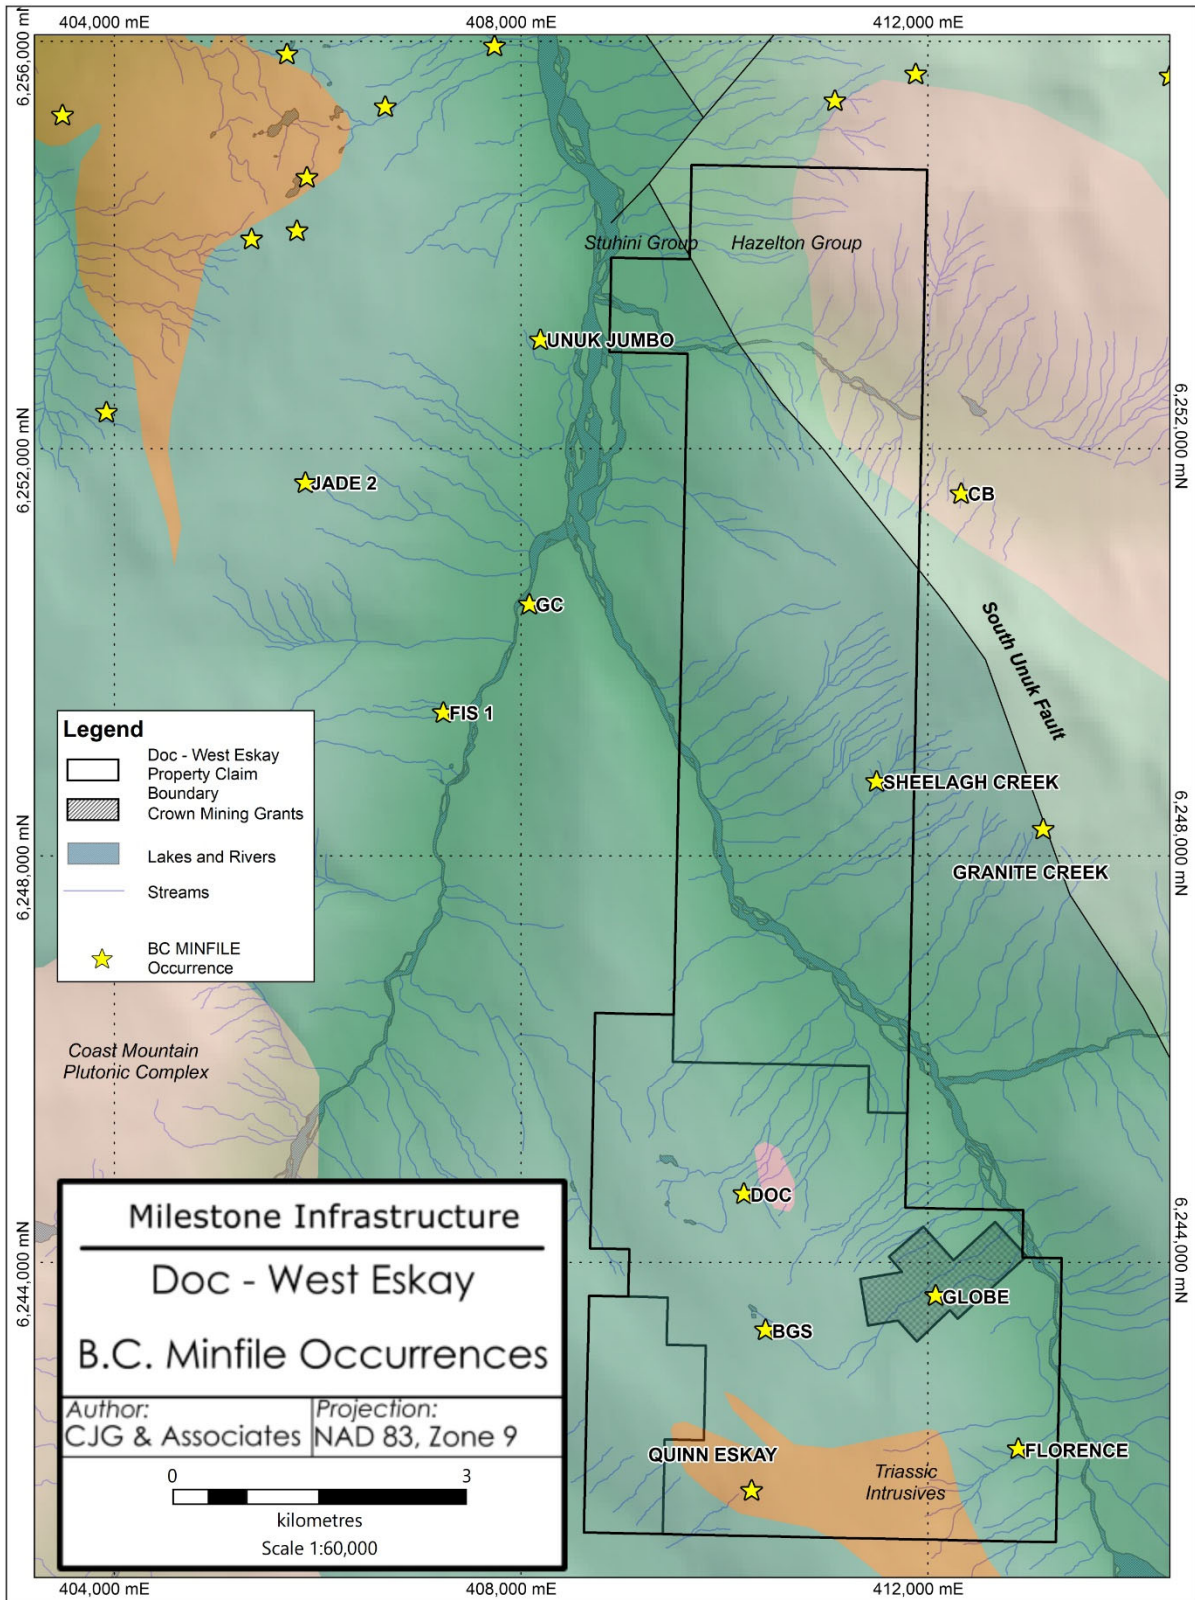 404,000 mE
408,000 mE
412,000 mE
6,256,000 mN
Stuhini Group
Hazelton Group
UNUK JUMBO
6,252,000 mN
6,252,000 mN
JADE 2
CB
GC
South Unuk Fault
FIS 1
SHEELAGH CREEK
GRANITE CREEK
6,248,000 mN
6,248,000 mN
Legend
Doc - West Eskay
Property Claim
Boundary
Crown Mining Grants
Lakes and Rivers
Streams
BC MINFILE
Occurrence
Coast Mountain
Plutonic Complex
DOC
6,244,000 mN
6,244,000 mN
GLOBE
BGS
QUINN ESKAY
FLORENCE
Triassic
Intrusives
Milestone Infrastructure
Doc - West Eskay
B.C. Minfile Occurrences
Author:
CJG & Associates
Projection:
NAD 83, Zone 9
0
3
kilometres
Scale 1:60,000
404,000 mE
408,000 mE
412,000 mE